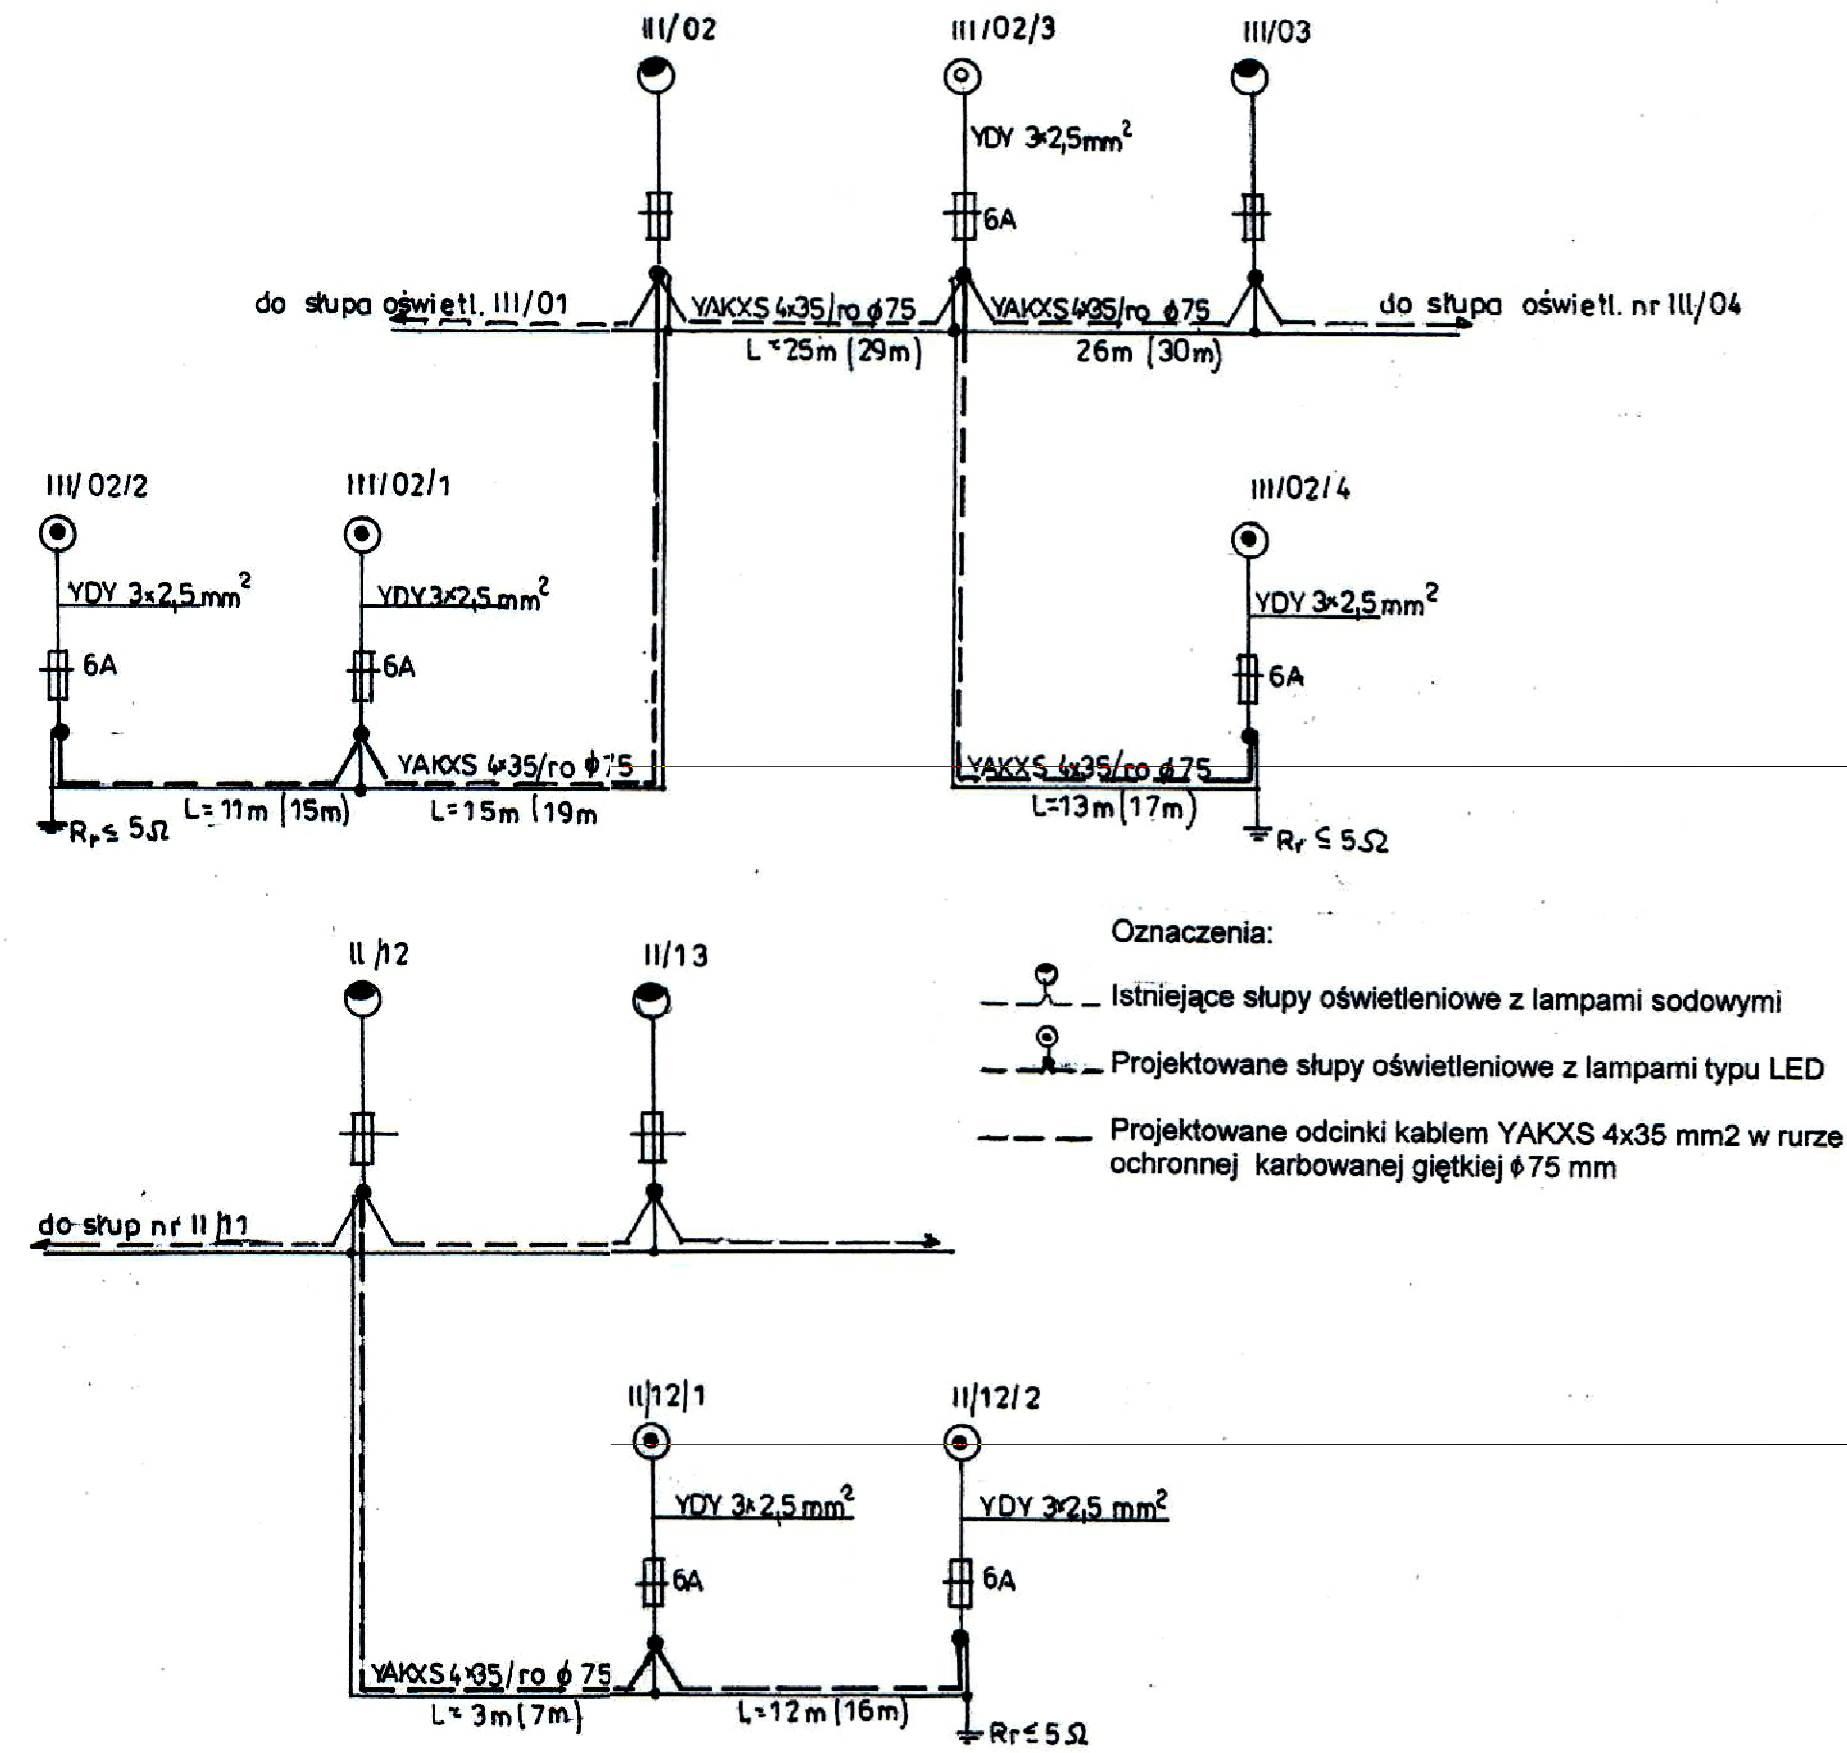 III/02
III/02/3
III/03
YDY 3x2,5mm²
6A
do słupa oświetl. III/01
YAKXS 4x35/ro ϕ75
YAKXS 4x35/ro ϕ75
do słupa oświetl. nr III/04
L=25m (29m)
26m (30m)
III/02/2
III/02/1
III/02/4
YDY 3x2,5mm²
YDY 3x2,5mm²
YDY 3x2,5mm²
6A
6A
6A
YAKXS 4x35/ro ϕ75
YAKXS 4x35/ro ϕ75
L=11m (15m)
L=15m (19m
L=13m (17m)
Rr ≤ 5Ω
Rr ≤ 5Ω
Oznaczenia:
Istniejące słupy oświetleniowe z lampami sodowymi
Projektowane słupy oświetleniowe z lampami typu LED
Projektowane odcinki kablem YAKXS 4x35 mm2 w rurze
ochronnej karbowanej giętkiej ϕ75 mm
II/12
II/13
do słup nr II/11
II/12/1
II/12/2
YDY 3x2,5mm²
YDY 3x2,5 mm²
6A
6A
YAKXS 4x35/ro ϕ 75
L= 3m (7m)
L=12m (16m)
Rr ≤ 5Ω